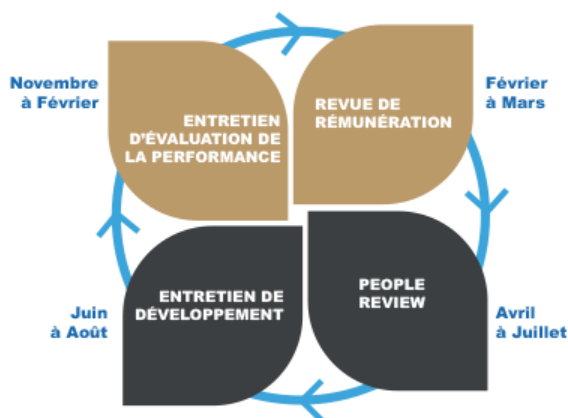 Novembre
à Février
ENTRETIEN
D'ÉVALUATION DE
LA PERFORMANCE
REVUE DE
RÉMUNÉRATION
Février
à Mars
Juin
à Août
ENTRETIEN DE
DÉVELOPPEMENT
PEOPLE
REVIEW
Avril
à Juillet